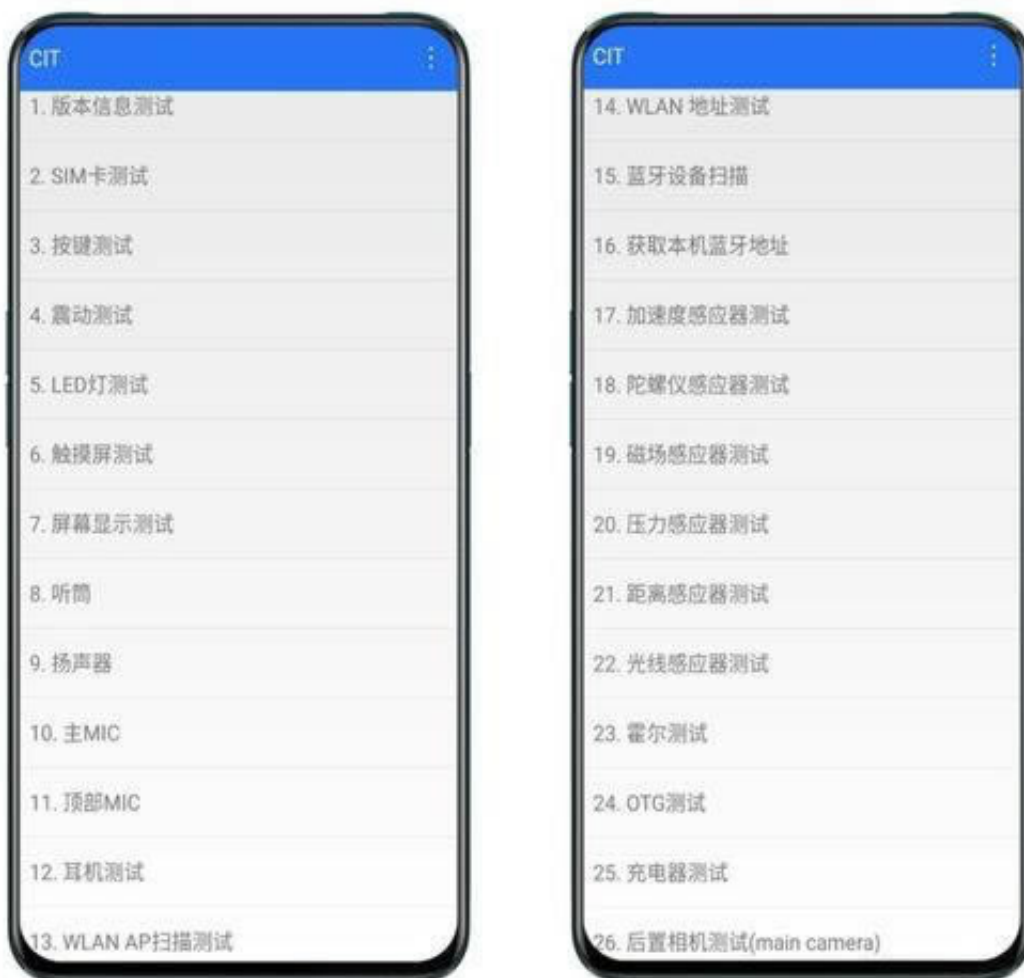 CIT
1. 版本信息测试
2. SIM卡测试
3. 按键测试
4. 震动测试
5. LED灯测试
6. 触摸屏测试
7. 屏幕显示测试
8. 听筒
9. 扬声器
10. 主MIC
11. 顶部MIC
12. 耳机测试
13. WLAN AP扫描测试
CIT
14. WLAN 地址测试
15. 蓝牙设备扫描
16. 获取本机蓝牙地址
17. 加速度感应器测试
18. 陀螺仪感应器测试
19. 磁场感应器测试
20. 压力感应器测试
21. 距离感应器测试
22. 光线感应器测试
23. 霍尔测试
24. OTG测试
25. 充电器测试
26. 后置相机测试(main camera)